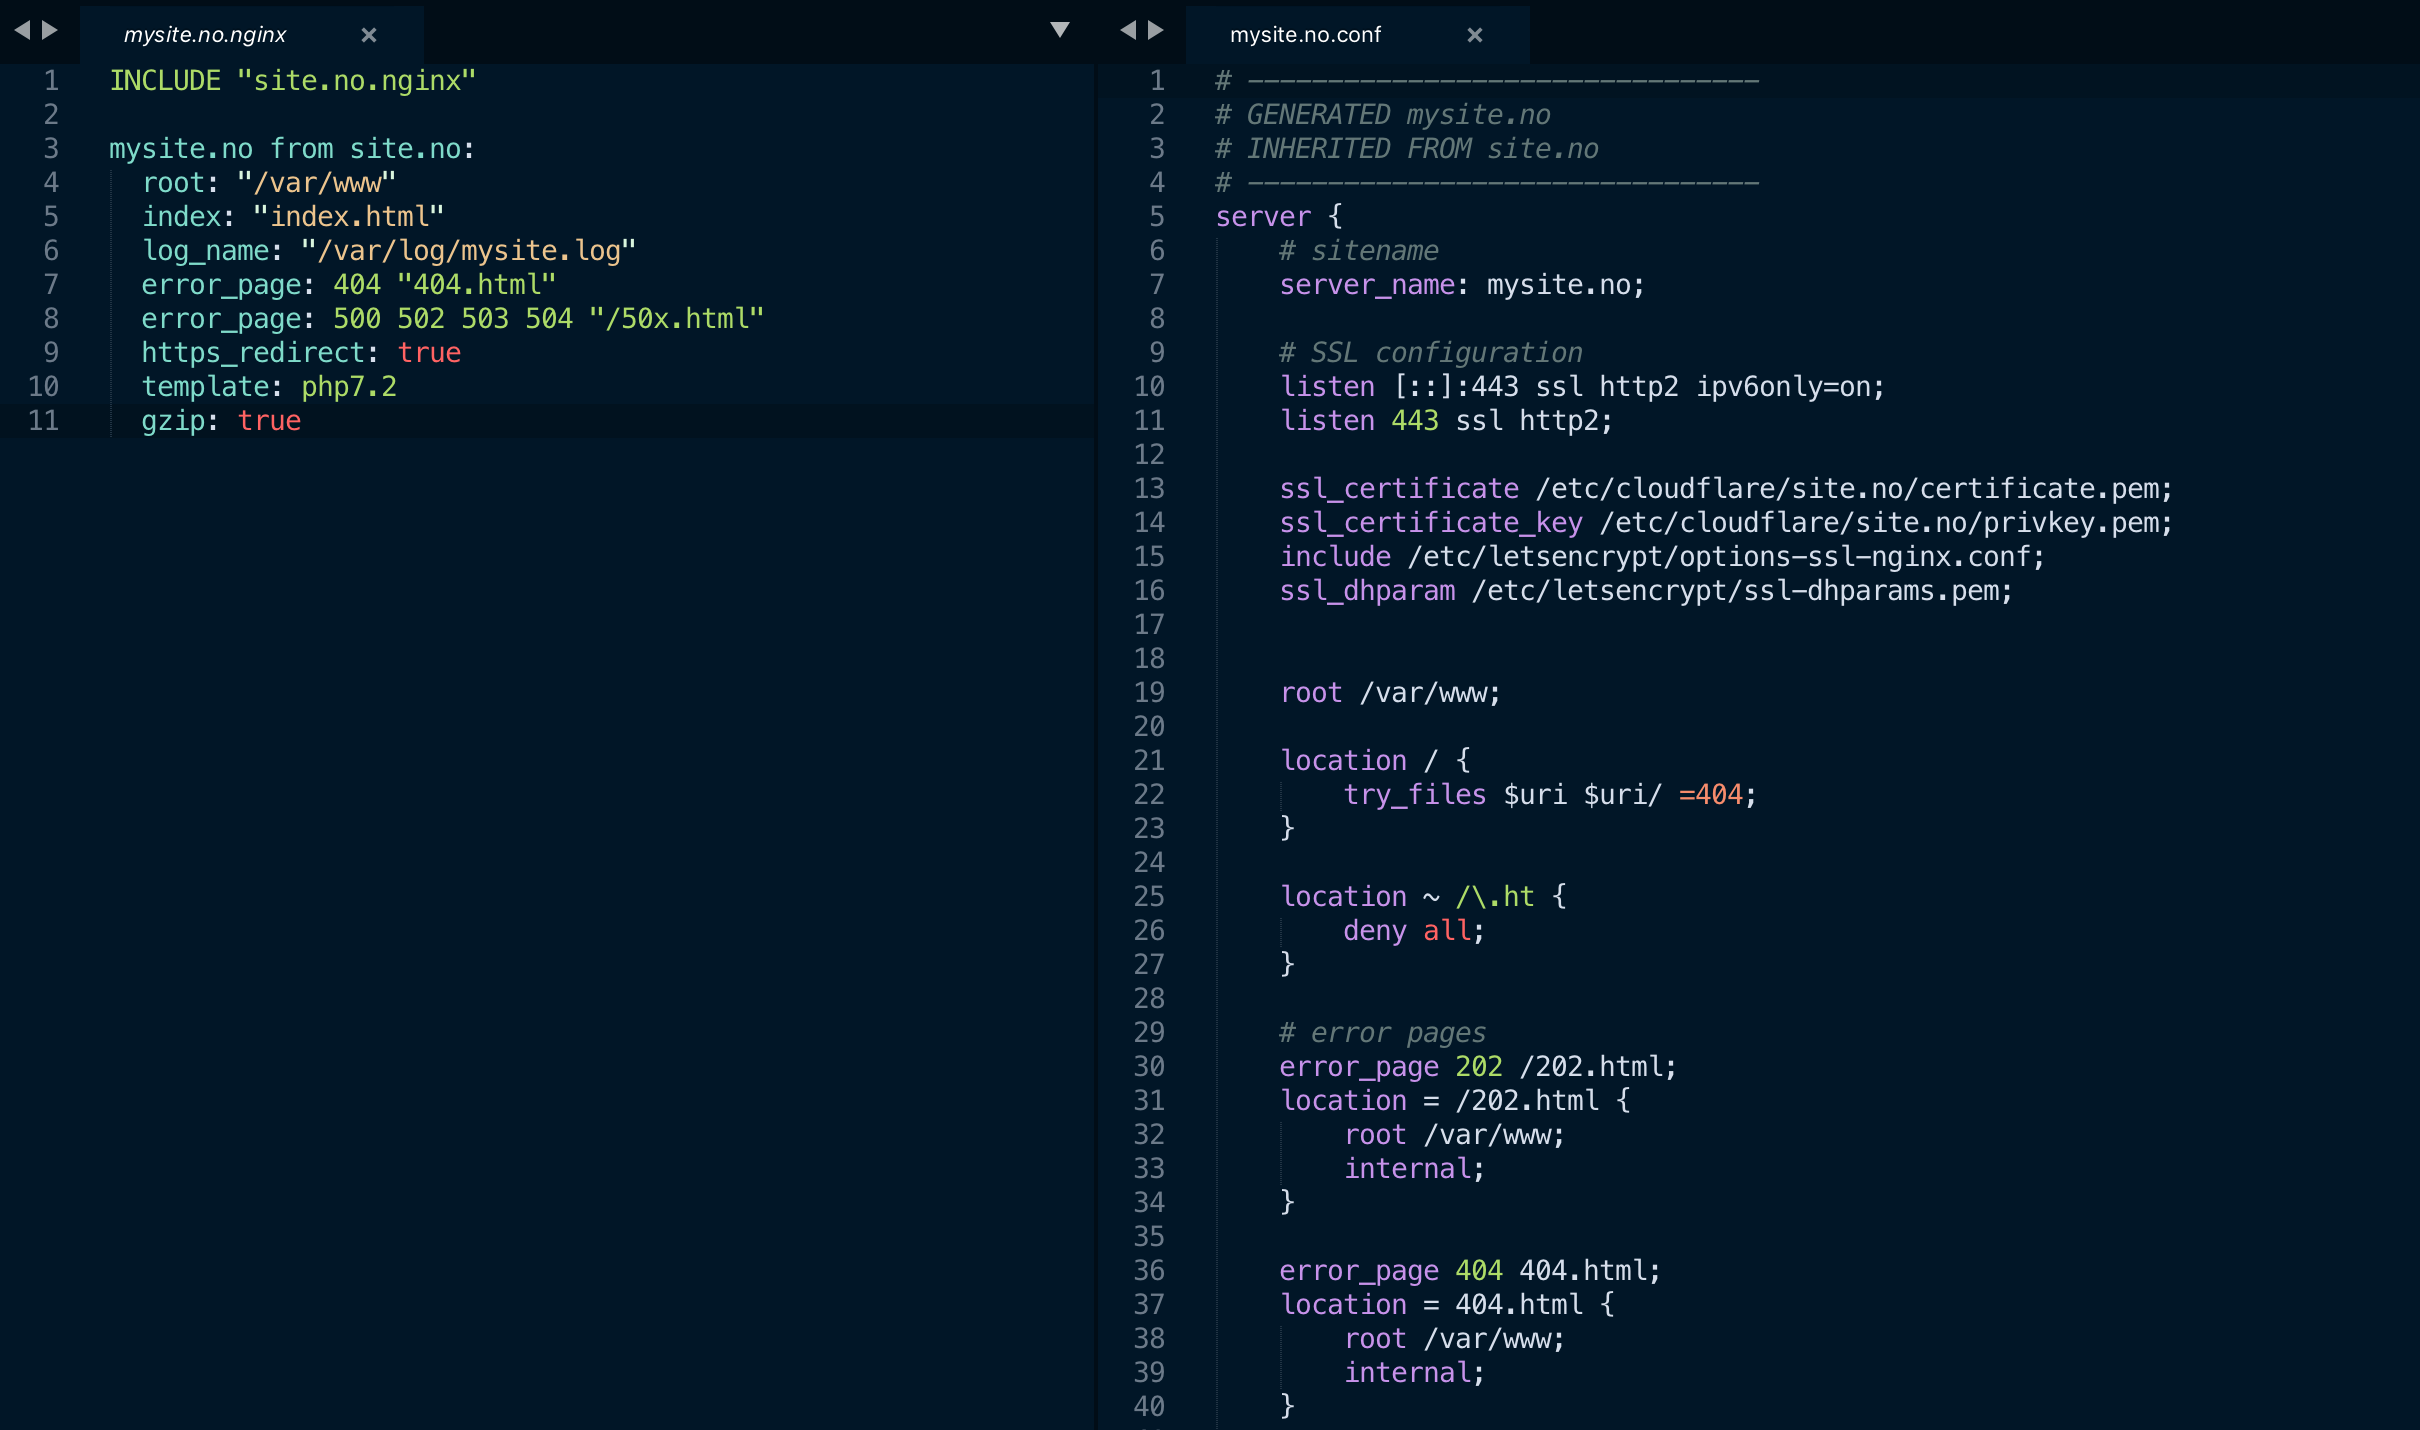 mysite.no.nginx ×
1 INCLUDE "site.no.nginx"
2
3 mysite.no from site.no:
4 root: "/var/www"
5 index: "index.html"
6 log_name: "/var/log/mysite.log"
7 error_page: 404 "404.html"
8 error_page: 500 502 503 504 "/50x.html"
9 https_redirect: true
10 template: php7.2
11 gzip: true
mysite.no.conf ×
1 # --------------------------------
2 # GENERATED mysite.no
3 # INHERITED FROM site.no
4 # --------------------------------
5 server {
6 # sitename
7 server_name: mysite.no;
8
9 # SSL configuration
10 listen [::]:443 ssl http2 ipv6only=on;
11 listen 443 ssl http2;
12
13 ssl_certificate /etc/cloudflare/site.no/certificate.pem;
14 ssl_certificate_key /etc/cloudflare/site.no/privkey.pem;
15 include /etc/letsencrypt/options-ssl-nginx.conf;
16 ssl_dhparam /etc/letsencrypt/ssl-dhparams.pem;
17
18
19 root /var/www;
20
21 location / {
22 try_files $uri $uri/ =404;
23 }
24
25 location ~ /\.ht {
26 deny all;
27 }
28
29 # error pages
30 error_page 202 /202.html;
31 location = /202.html {
32 root /var/www;
33 internal;
34 }
35
36 error_page 404 404.html;
37 location = 404.html {
38 root /var/www;
39 internal;
40 }